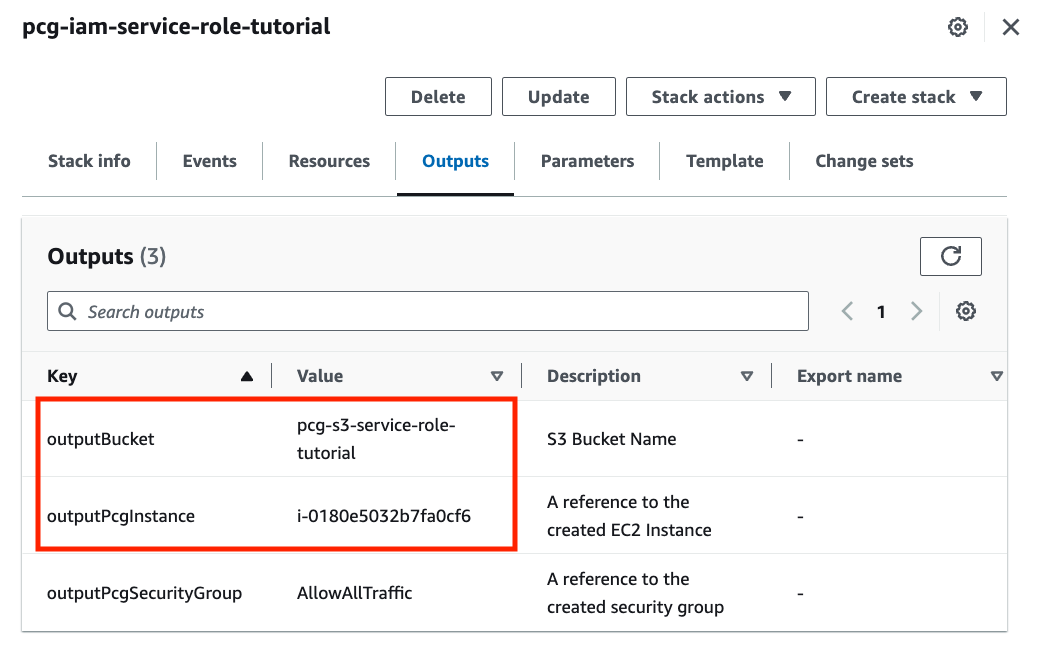 pcg-iam-service-role-tutorial
Delete
Update
Stack actions
Create stack
Stack info
Events
Resources
Outputs
Parameters
Template
Change sets
Outputs (3)
Search outputs
1
Key
Value
Description
Export name
outputBucket
pcg-s3-service-role-
tutorial
S3 Bucket Name
-
outputPcgInstance
i-0180e5032b7fa0cf6
A reference to the
created EC2 Instance
-
outputPcgSecurityGroup
AllowAllTraffic
A reference to the
created security group
-